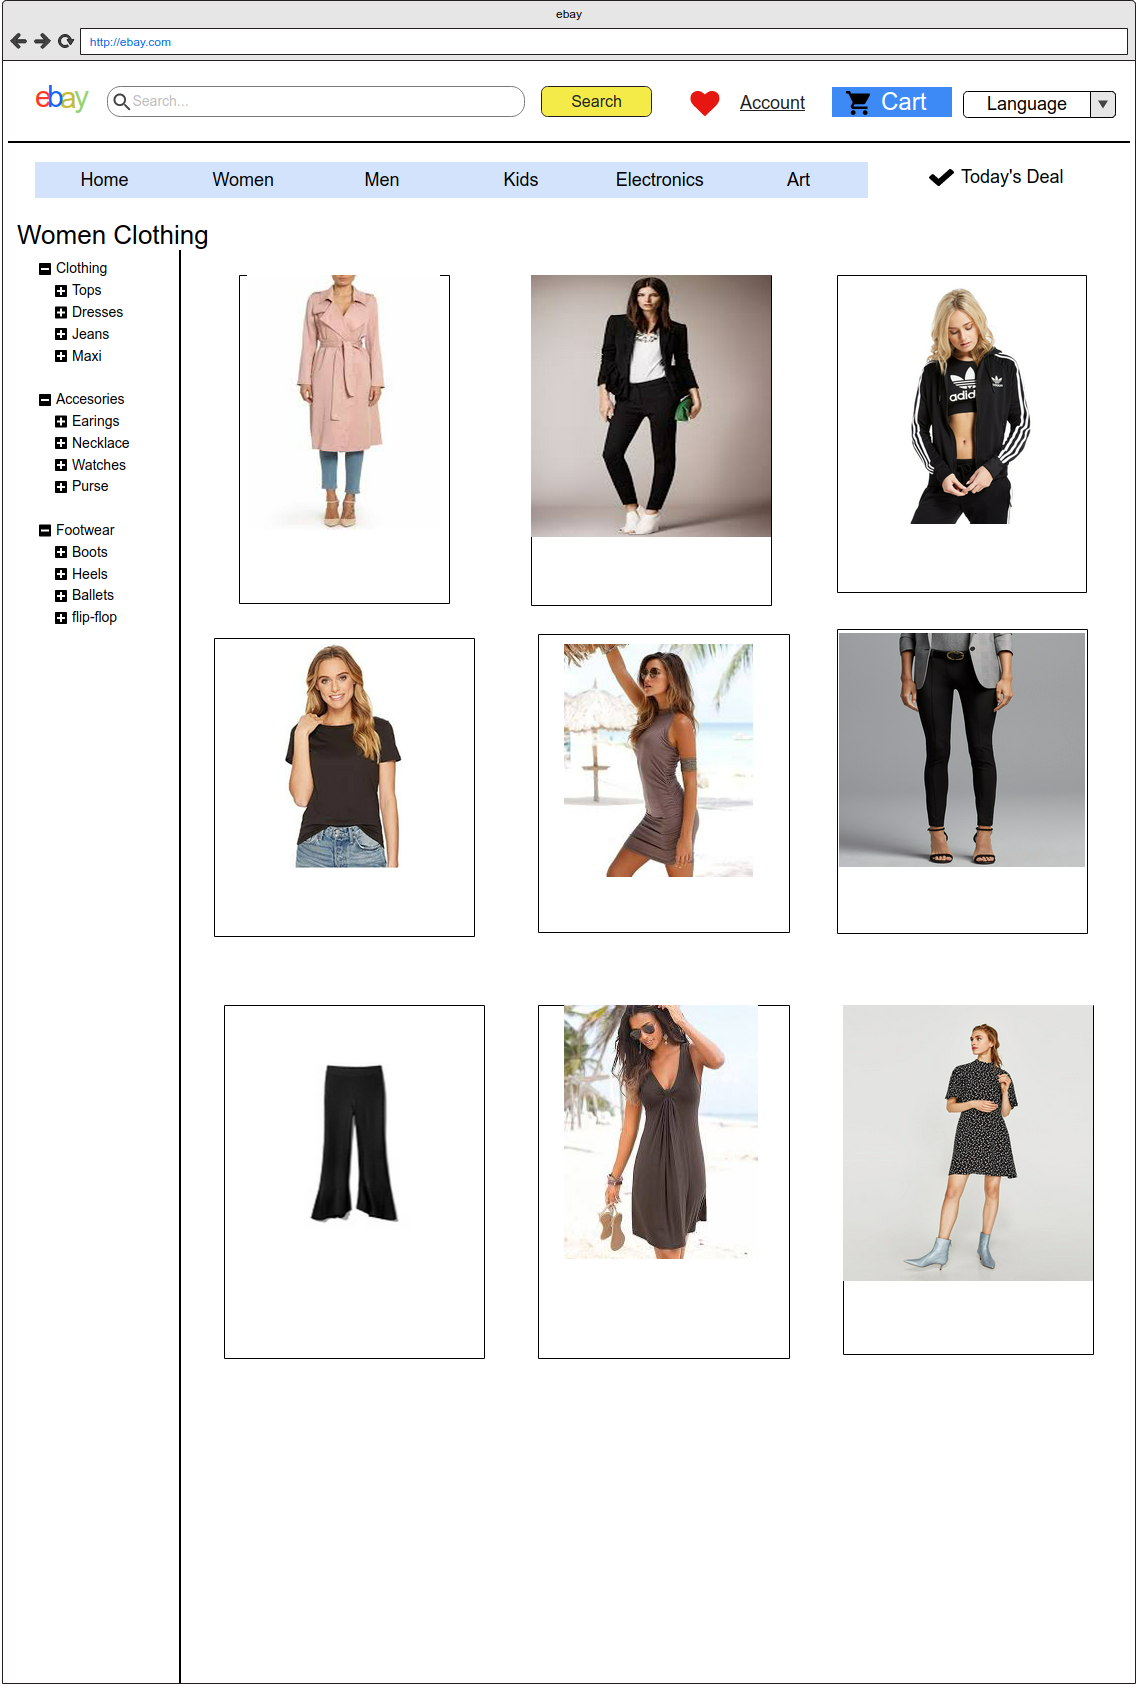 ebay
http://ebay.com
ebay
Search...
Search
Account
Cart
Language
Home Women Men Kids Electronics Art
Today's Deal
Women Clothing
Clothing
Tops
Dresses
Jeans
Maxi
Accesories
Earings
Necklace
Watches
Purse
Footwear
Boots
Heels
Ballets
flip-flop
adid